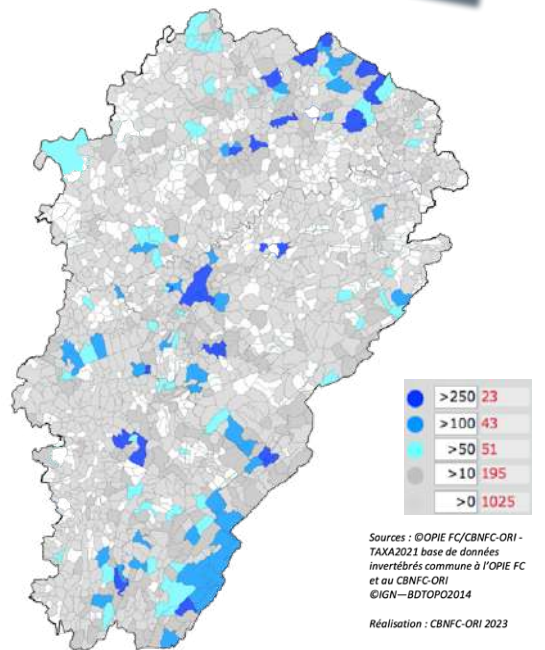 >250 23
>100 43
>50 51
>10 195
>0 1025
Sources : ©OPIE FC/CBNFC-ORI -
TAXA2021 base de données
invertébrés commune à l'OPIE FC
et au CBNFC-ORI
©IGN—BDTOPO2014
Réalisation : CBNFC-ORI 2023